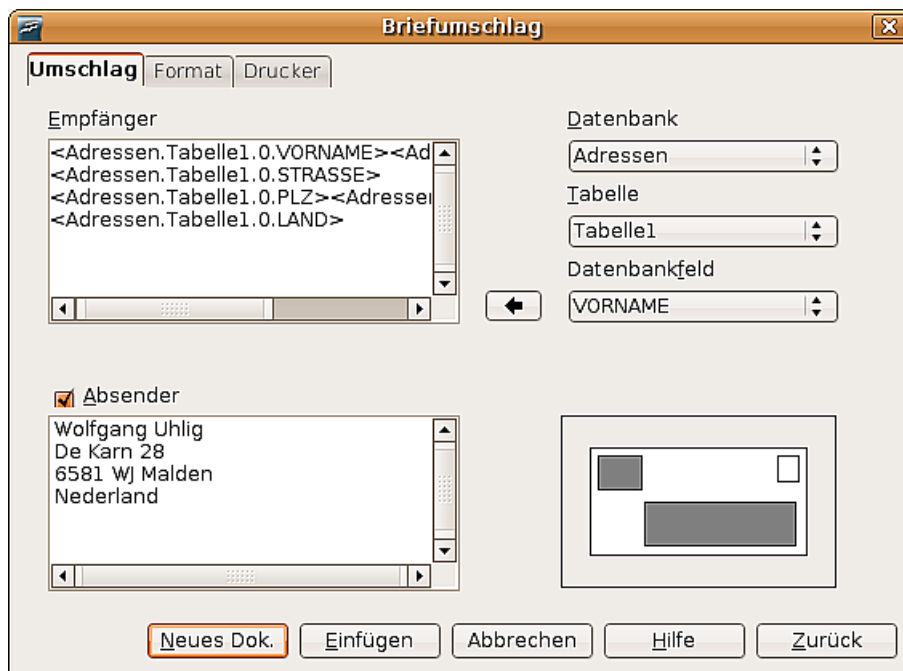 Briefumschlag
Umschlag Format Drucker
Empfänger
<Adressen.Tabelle1.0.VORNAME><Ad
<Adressen.Tabelle1.0.STRASSE>
<Adressen.Tabelle1.0.PLZ><Adresser
<Adressen.Tabelle1.0.LAND>
Datenbank
Adressen
Tabelle
Tabelle1
Datenbankfeld
VORNAME
Absender
Wolfgang Uhlig
De Karn 28
6581 WJ Malden
Nederland
Neues Dok. Einfügen Abbrechen Hilfe Zurück